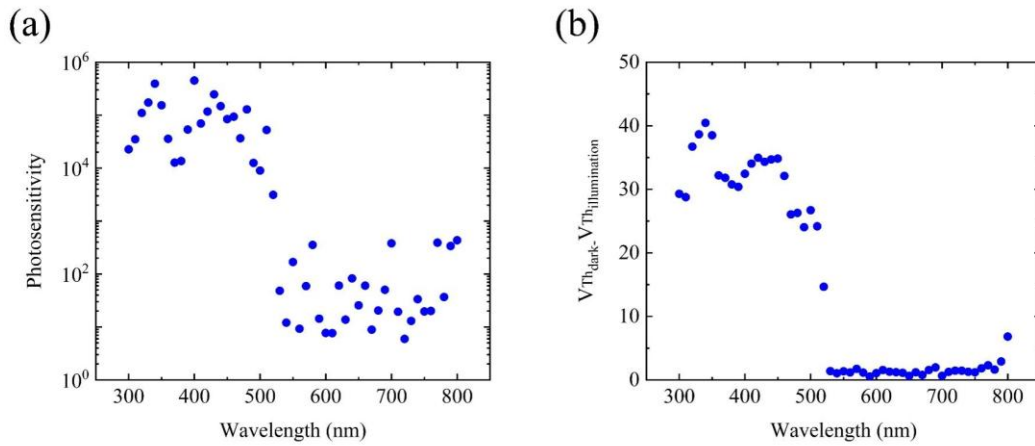 (a)
10^6
10^4
10^2
10^0
Photosensitivity
300 400 500 600 700 800
Wavelength (nm)
(b)
50
40
30
20
10
0
VTh_dark-VTh_illumination
300 400 500 600 700 800
Wavelength (nm)